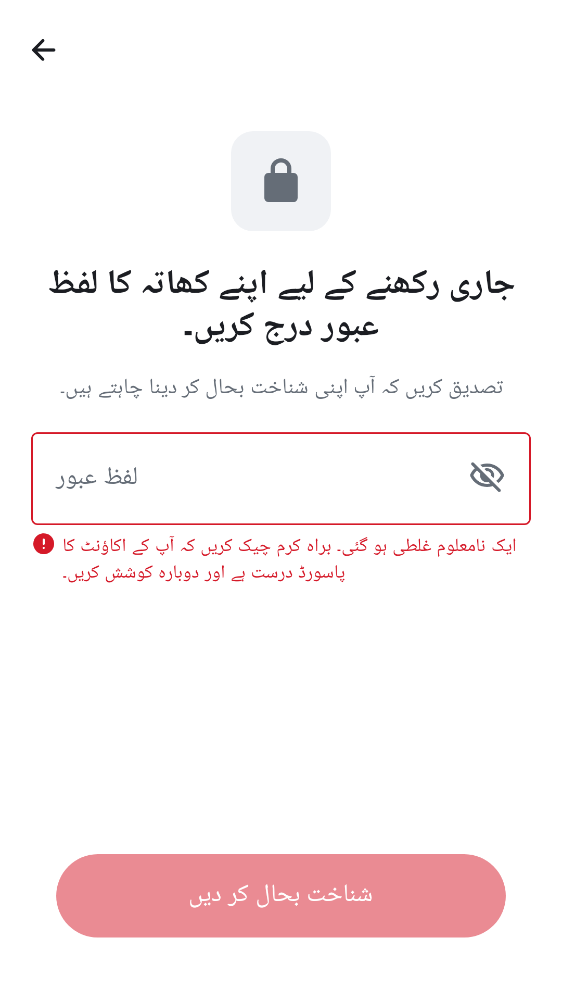 جاری رکھنے کے لیے اپنے کھاتہ کا لفظ
عبور درج کریں۔
تصدیق کریں کہ آپ اپنی شناخت بحال کر دینا چاہتے ہیں۔
لفظ عبور
ایک نامعلوم غلطی ہو گئی۔ براہ کرم چیک کریں کہ آپ کے اکاؤنٹ کا
پاسورڈ درست ہے اور دوبارہ کوشش کریں۔
شناخت بحال کر دیں